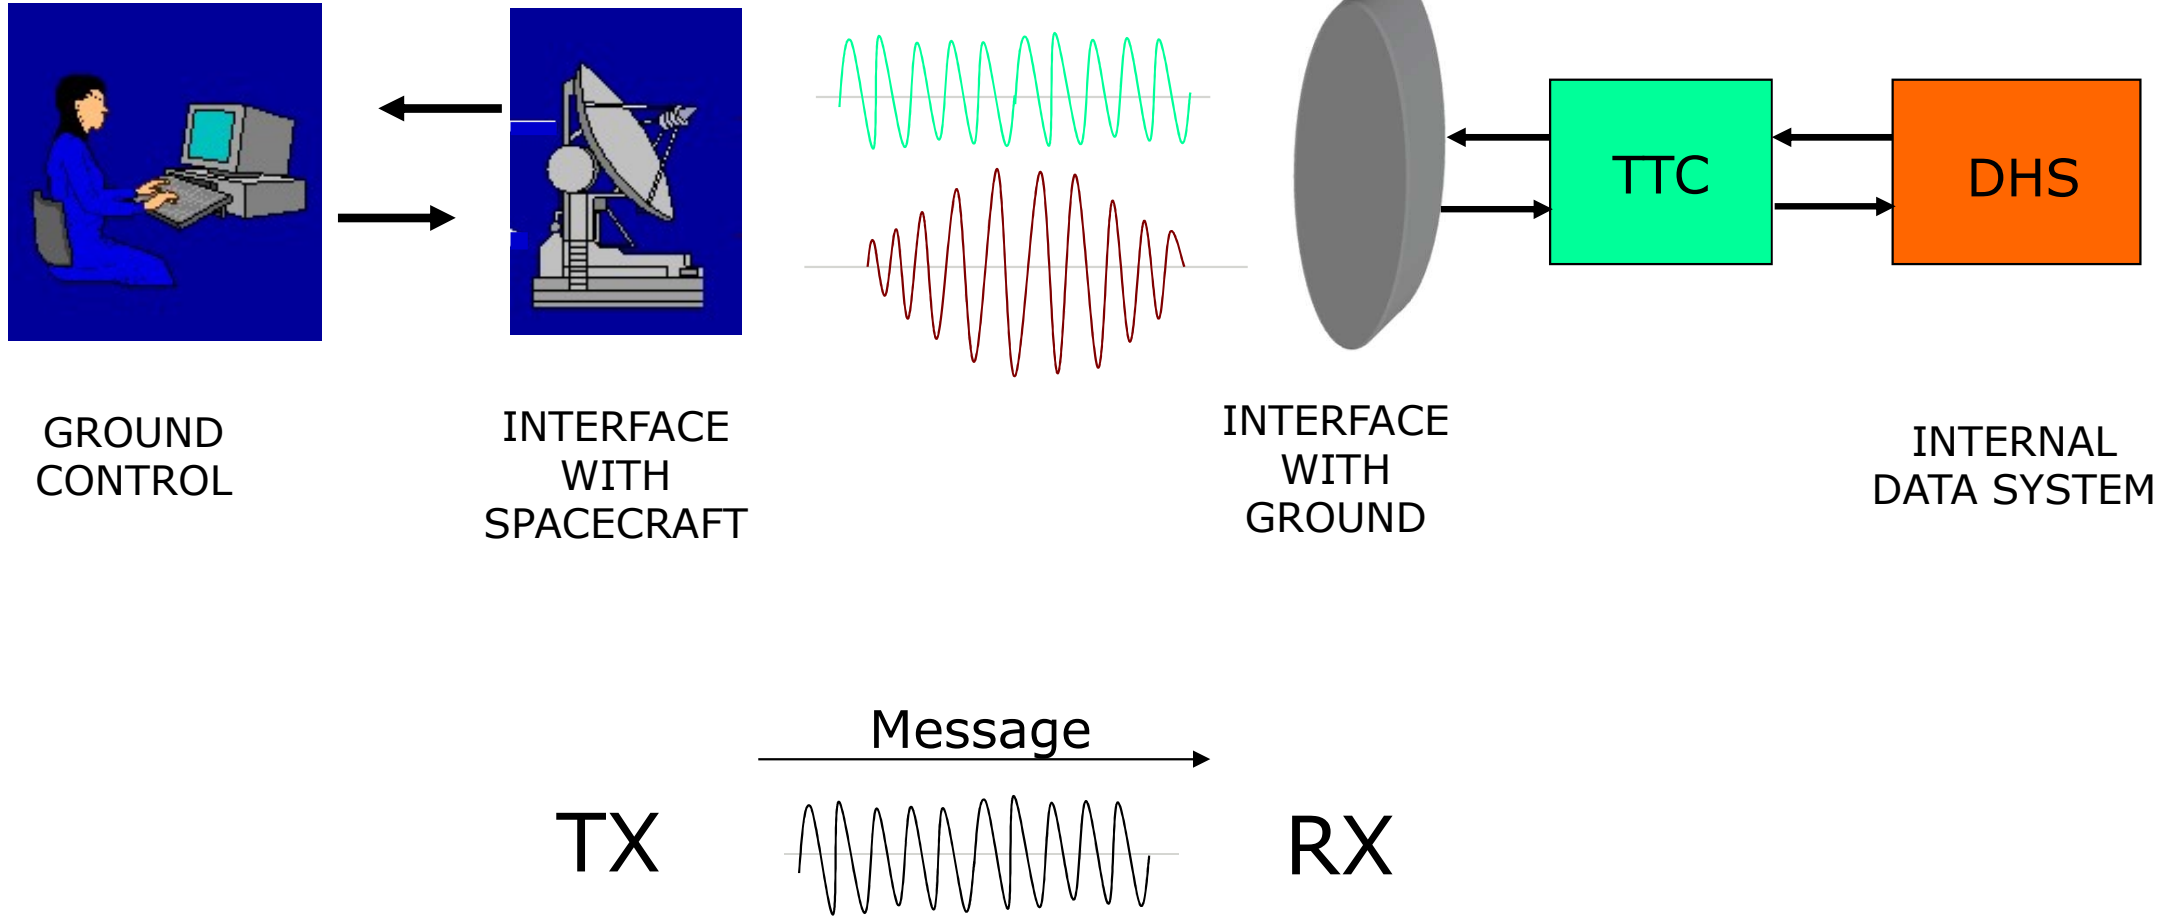 TTC
DHS
GROUND
CONTROL
INTERFACE
WITH
SPACECRAFT
INTERFACE
WITH
GROUND
INTERNAL
DATA SYSTEM
Message
TX
RX